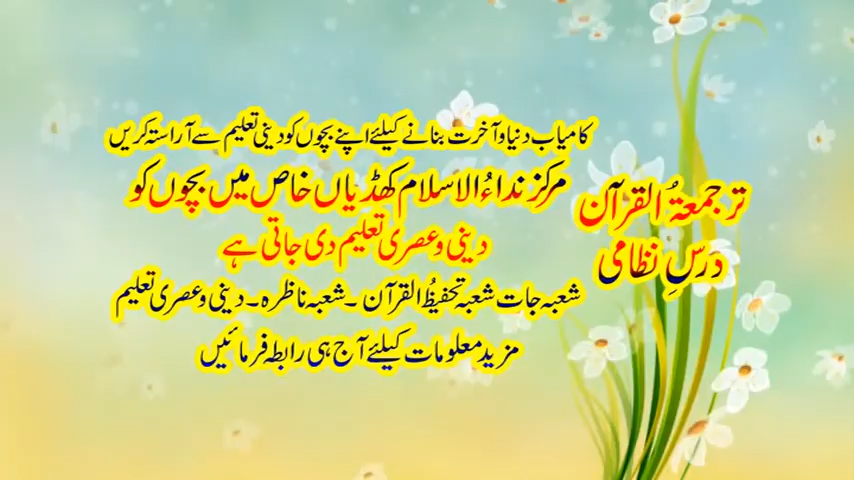 کامیاب دنیا و آخرت بنانے کیلئے اپنے بچوں کو دینی تعلیم سے آراستہ کریں
مرکز نداءُ الاسلام کھڈیاں خاص میں بچوں کو
دینی و عصری تعلیم دی جاتی ہے
شعبہ جات شعبہ تحفیظُ القرآن ۔ شعبہ ناظرہ ۔ دینی و عصری تعلیم
مزید معلومات کیلئے آج ہی رابطہ فرمائیں
ترجمعۃُ القرآن
درسِ نظامی